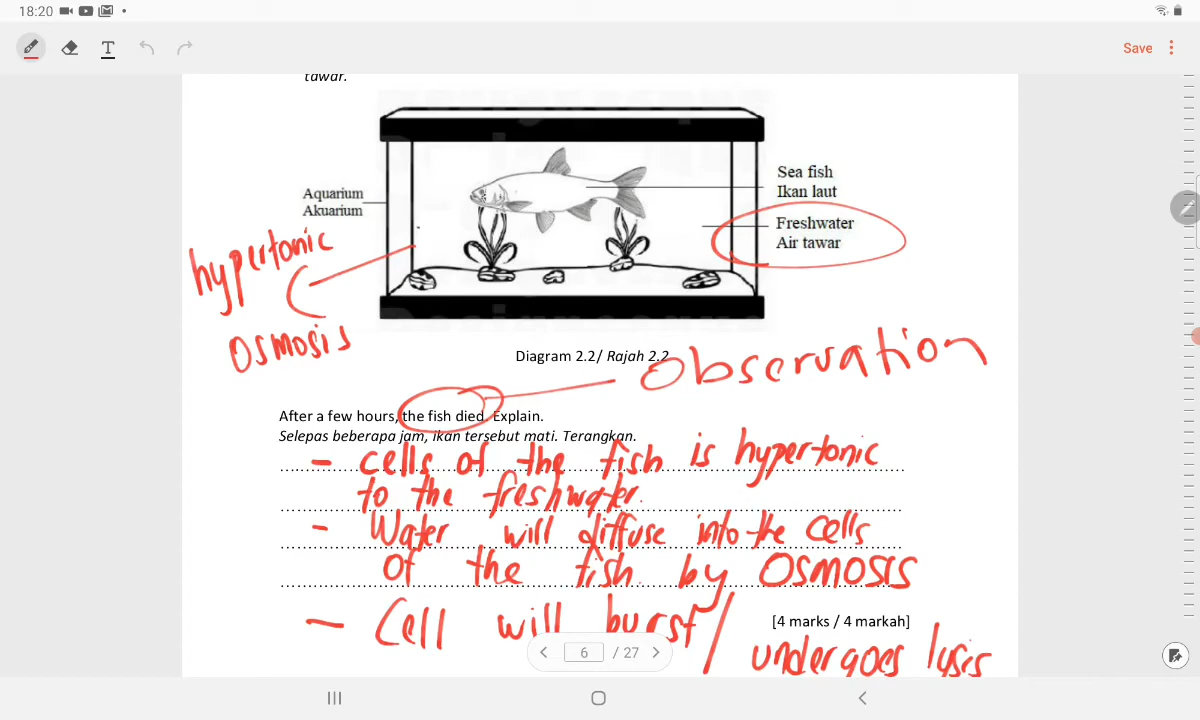 18:20
Save
tawar.
Aquarium
Akuarium
Sea fish
Ikan laut
Freshwater
Air tawar
hypertonic
osmosis
Diagram 2.2/ Rajah 2.2
observation
After a few hours, the fish died. Explain.
Selepas beberapa jam, ikan tersebut mati. Terangkan.
- cells of the fish is hypertonic
to the freshwater.
- Water will diffuse into the cells
of the fish by osmosis
- Cell will burst /
[4 marks / 4 markah]
undergoes lysis
6 / 27